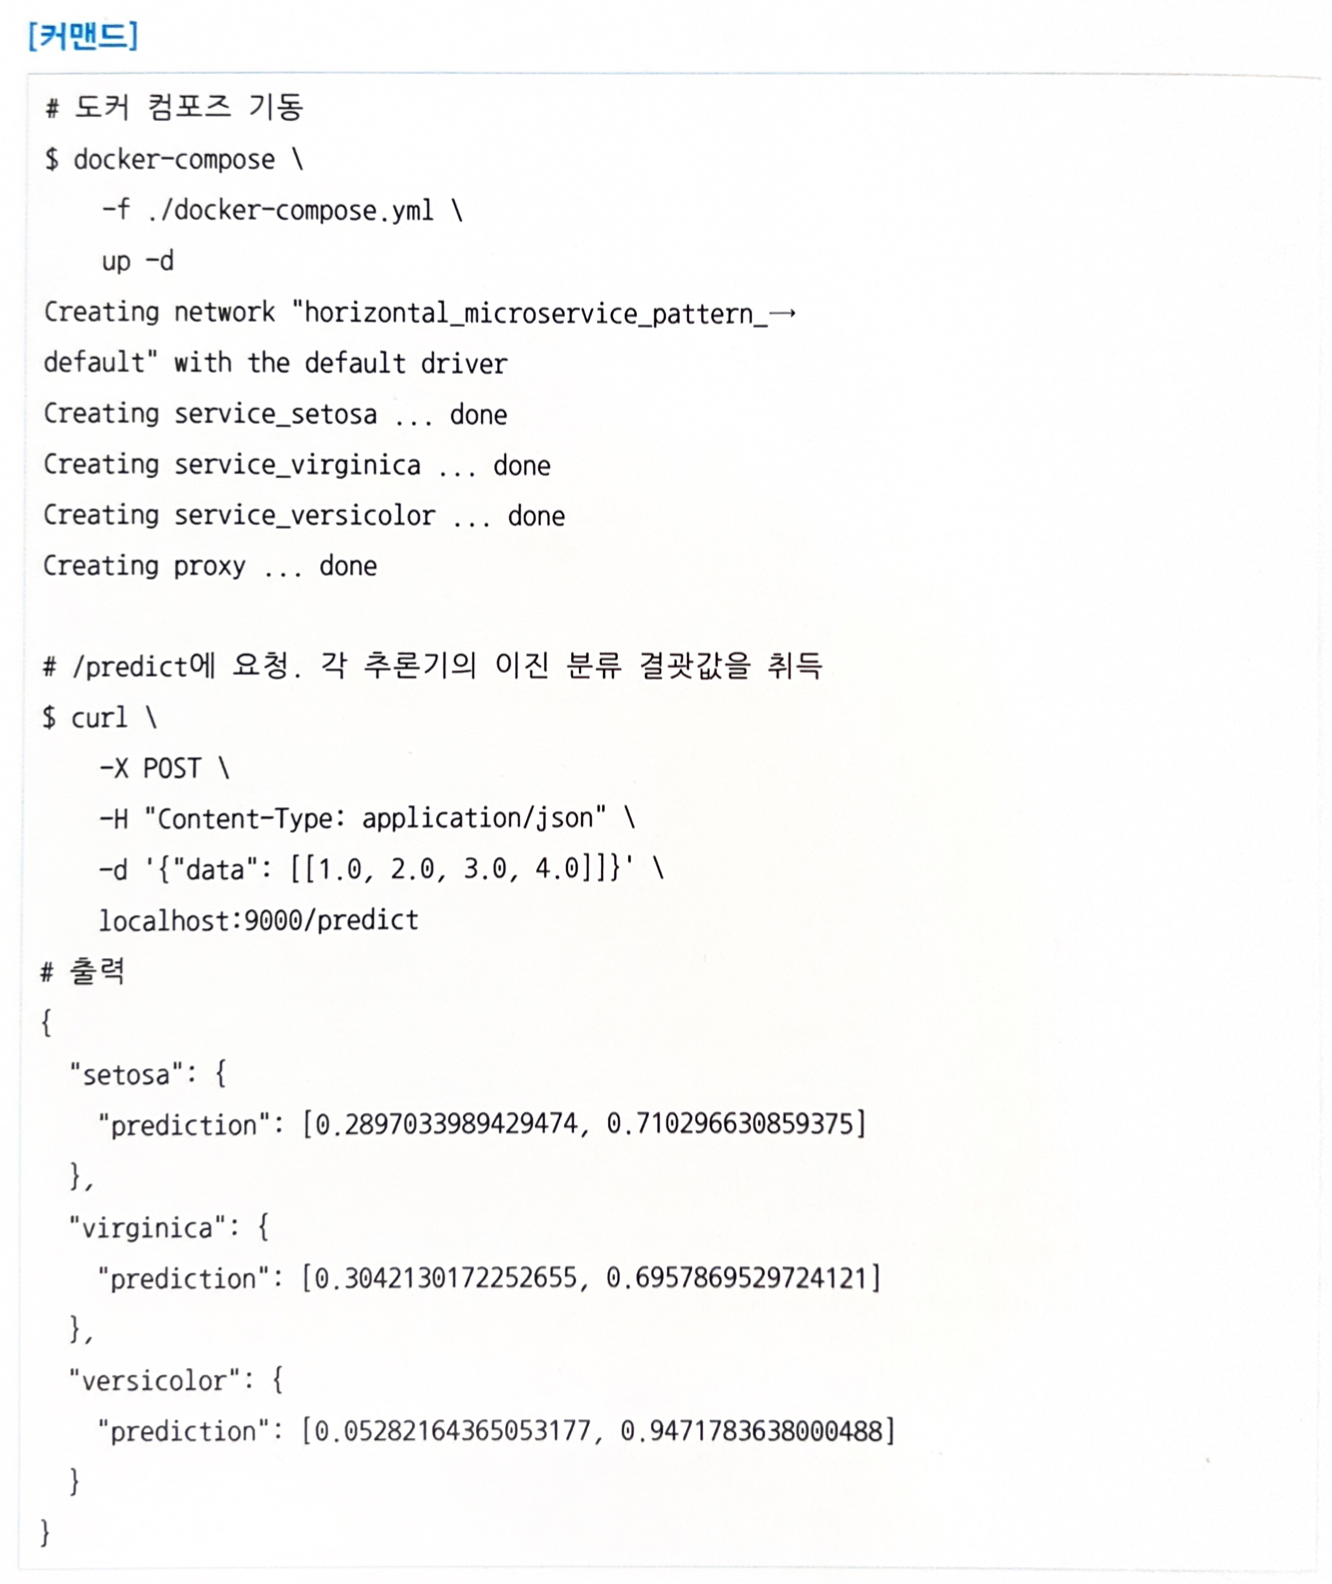 [커맨드]
# 도커 컴포즈 기동
$ docker-compose \
    -f ./docker-compose.yml \
    up -d
Creating network "horizontal_microservice_pattern_→
default" with the default driver
Creating service_setosa ... done
Creating service_virginica ... done
Creating service_versicolor ... done
Creating proxy ... done

# /predict에 요청. 각 추론기의 이진 분류 결괏값을 취득
$ curl \
    -X POST \
    -H "Content-Type: application/json" \
    -d '{"data": [[1.0, 2.0, 3.0, 4.0]]}' \
    localhost:9000/predict
# 출력
{
  "setosa": {
    "prediction": [0.2897033989429474, 0.710296630859375]
  },
  "virginica": {
    "prediction": [0.3042130172252655, 0.6957869529724121]
  },
  "versicolor": {
    "prediction": [0.05282164365053177, 0.9471783638000488]
  }
}